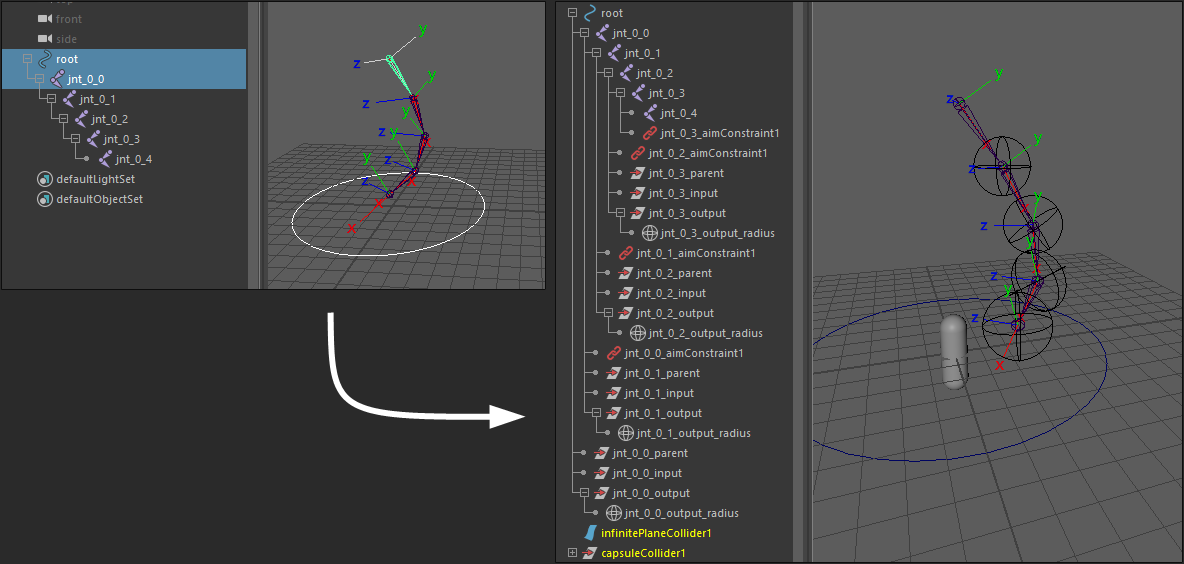 front
side
root
jnt_0_0
jnt_0_1
jnt_0_2
jnt_0_3
jnt_0_4
defaultLightSet
defaultObjectSet
y
z
y
z
y
z
y
x
z
y
z
x
x
x
root
jnt_0_0
jnt_0_1
jnt_0_2
jnt_0_3
jnt_0_4
jnt_0_3_aimConstraint1
jnt_0_2_aimConstraint1
jnt_0_3_parent
jnt_0_3_input
jnt_0_3_output
jnt_0_3_output_radius
jnt_0_1_aimConstraint1
jnt_0_2_parent
jnt_0_2_input
jnt_0_2_output
jnt_0_2_output_radius
jnt_0_0_aimConstraint1
jnt_0_1_parent
jnt_0_1_input
jnt_0_1_output
jnt_0_1_output_radius
jnt_0_0_parent
jnt_0_0_input
jnt_0_0_output
jnt_0_0_output_radius
infinitePlaneCollider1
capsuleCollider1
y
z
y
x
z
y
x
z
y
z
y
z
x